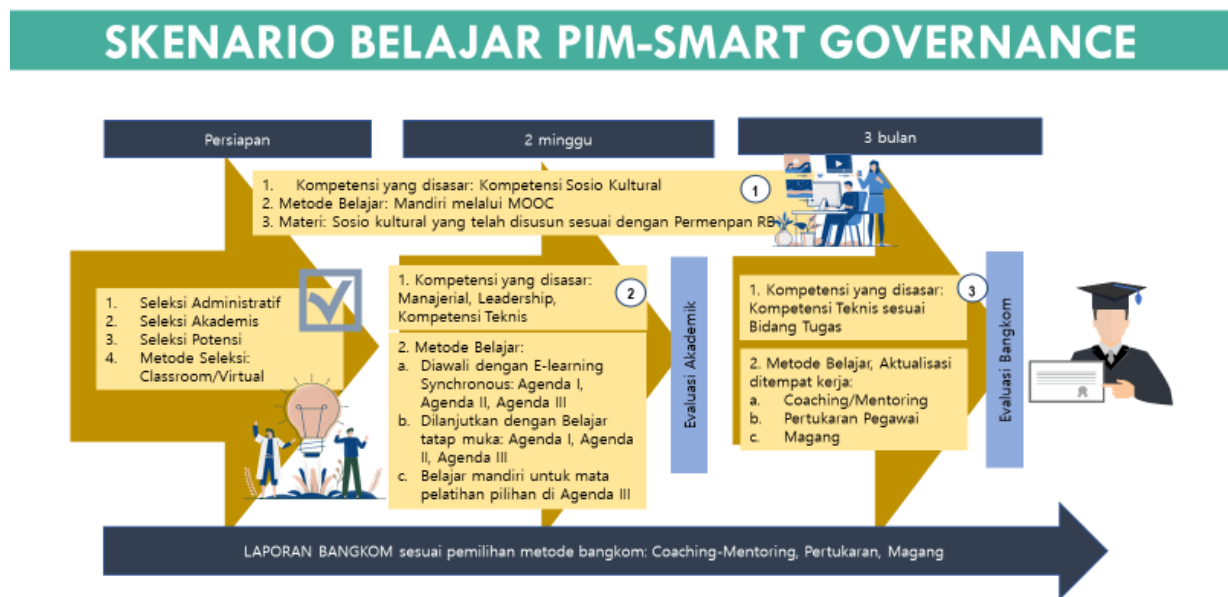 SKENARIO BELAJAR PIM-SMART GOVERNANCE
Persiapan
2 minggu
3 bulan
1. Kompetensi yang disasar: Kompetensi Sosio Kultural
2. Metode Belajar: Mandiri melalui MOOC
3. Materi: Sosio kultural yang telah disusun sesuai dengan Permenpan RB
1
1. Seleksi Administratif
2. Seleksi Akademis
3. Seleksi Potensi
4. Metode Seleksi:
Classroom/Virtual
1. Kompetensi yang disasar:
Manajerial, Leadership,
Kompetensi Teknis
2
2. Metode Belajar:
a. Diawali dengan E-learning
Synchronous: Agenda I,
Agenda II, Agenda III
b. Dilanjutkan dengan Belajar
tatap muka: Agenda I, Agenda
II, Agenda III
c. Belajar mandiri untuk mata
pelatihan pilihan di Agenda III
Evaluasi Akademik
1. Kompetensi yang disasar:
Kompetensi Teknis sesuai
Bidang Tugas
3
2. Metode Belajar, Aktualisasi
ditempat kerja:
a. Coaching/Mentoring
b. Pertukaran Pegawai
c. Magang
Evaluasi Bangkom
LAPORAN BANGKOM sesuai pemilihan metode bangkom: Coaching-Mentoring, Pertukaran, Magang